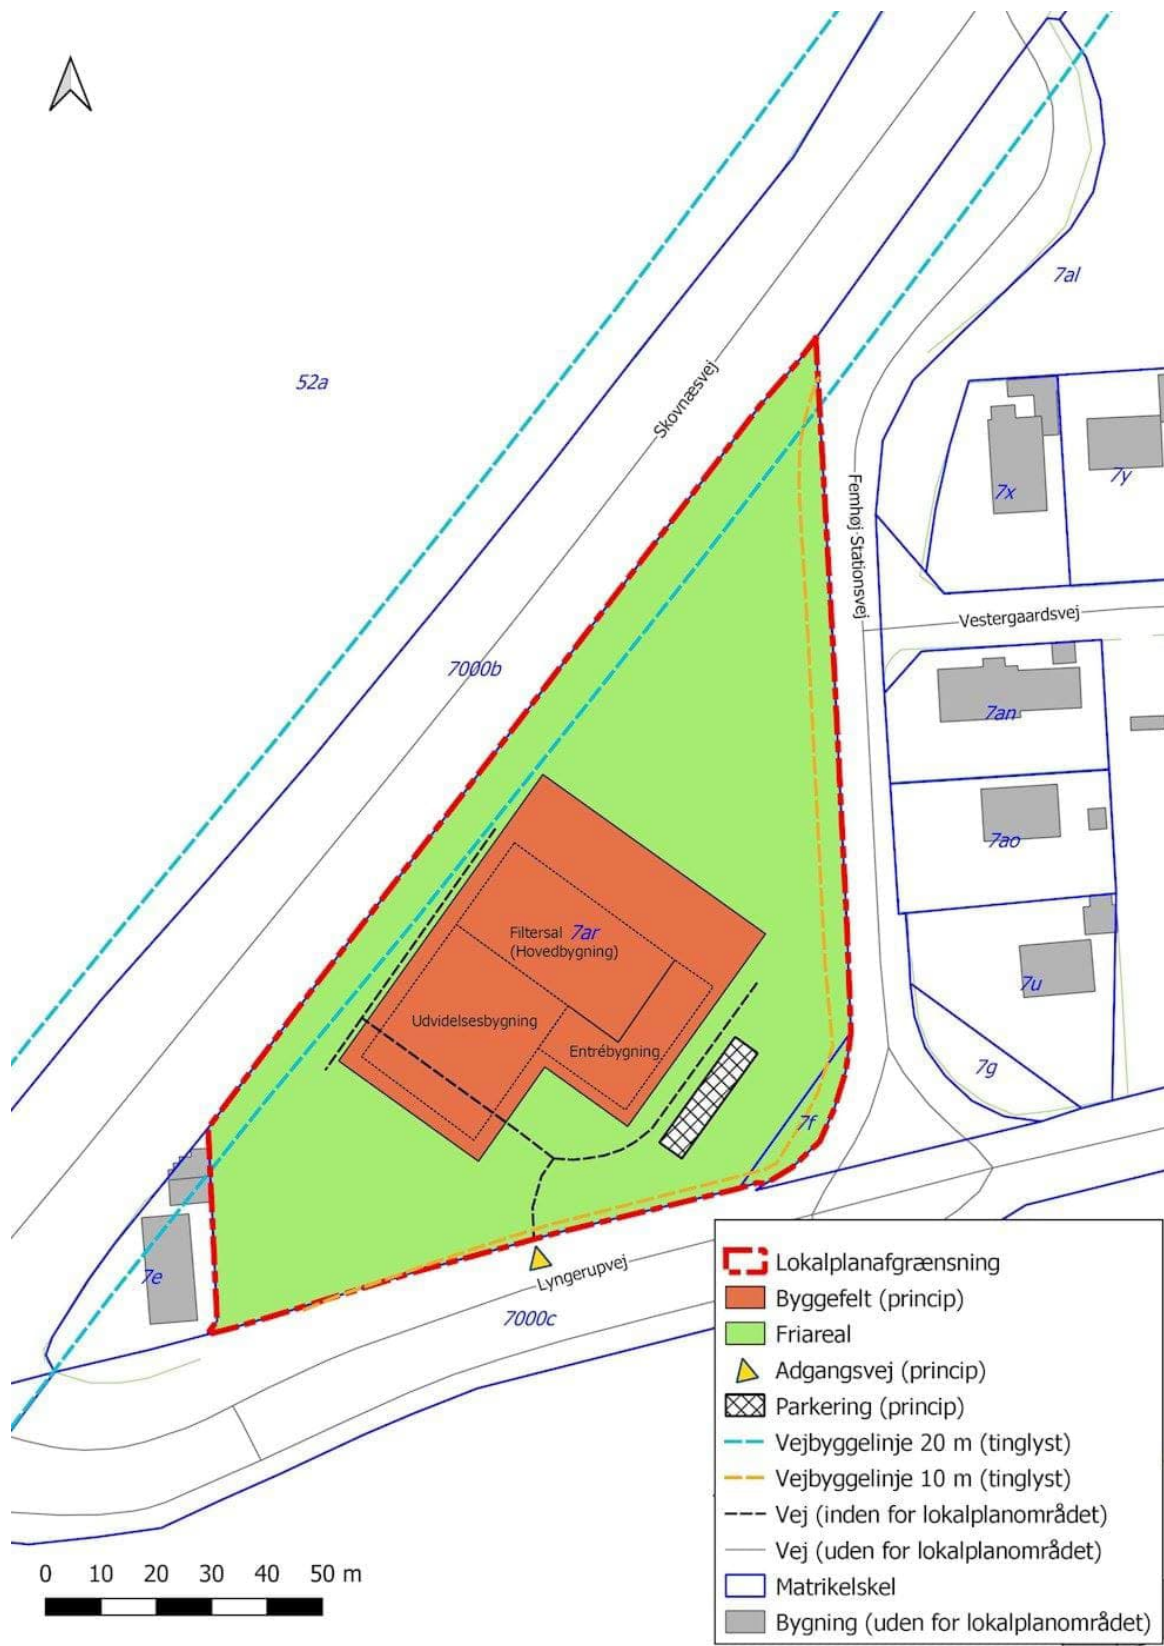 7al
52a
Skovnæsvej
7x
7y
Femhøj Stationsvej
Vestergaardsvej
7000b
7an
7ao
Filtersal 7ar
(Hovedbygning)
Udvidelsesbygning
Entrébygning
7u
7g
7f
7e
Lyngerupvej
7000c
Lokalplanafgrænsning
Byggefelt (princip)
Friareal
Adgangsvej (princip)
Parkering (princip)
Vejbyggelinje 20 m (tinglyst)
Vejbyggelinje 10 m (tinglyst)
Vej (inden for lokalplanområdet)
Vej (uden for lokalplanområdet)
Matrikelskel
Bygning (uden for lokalplanområdet)
0 10 20 30 40 50 m